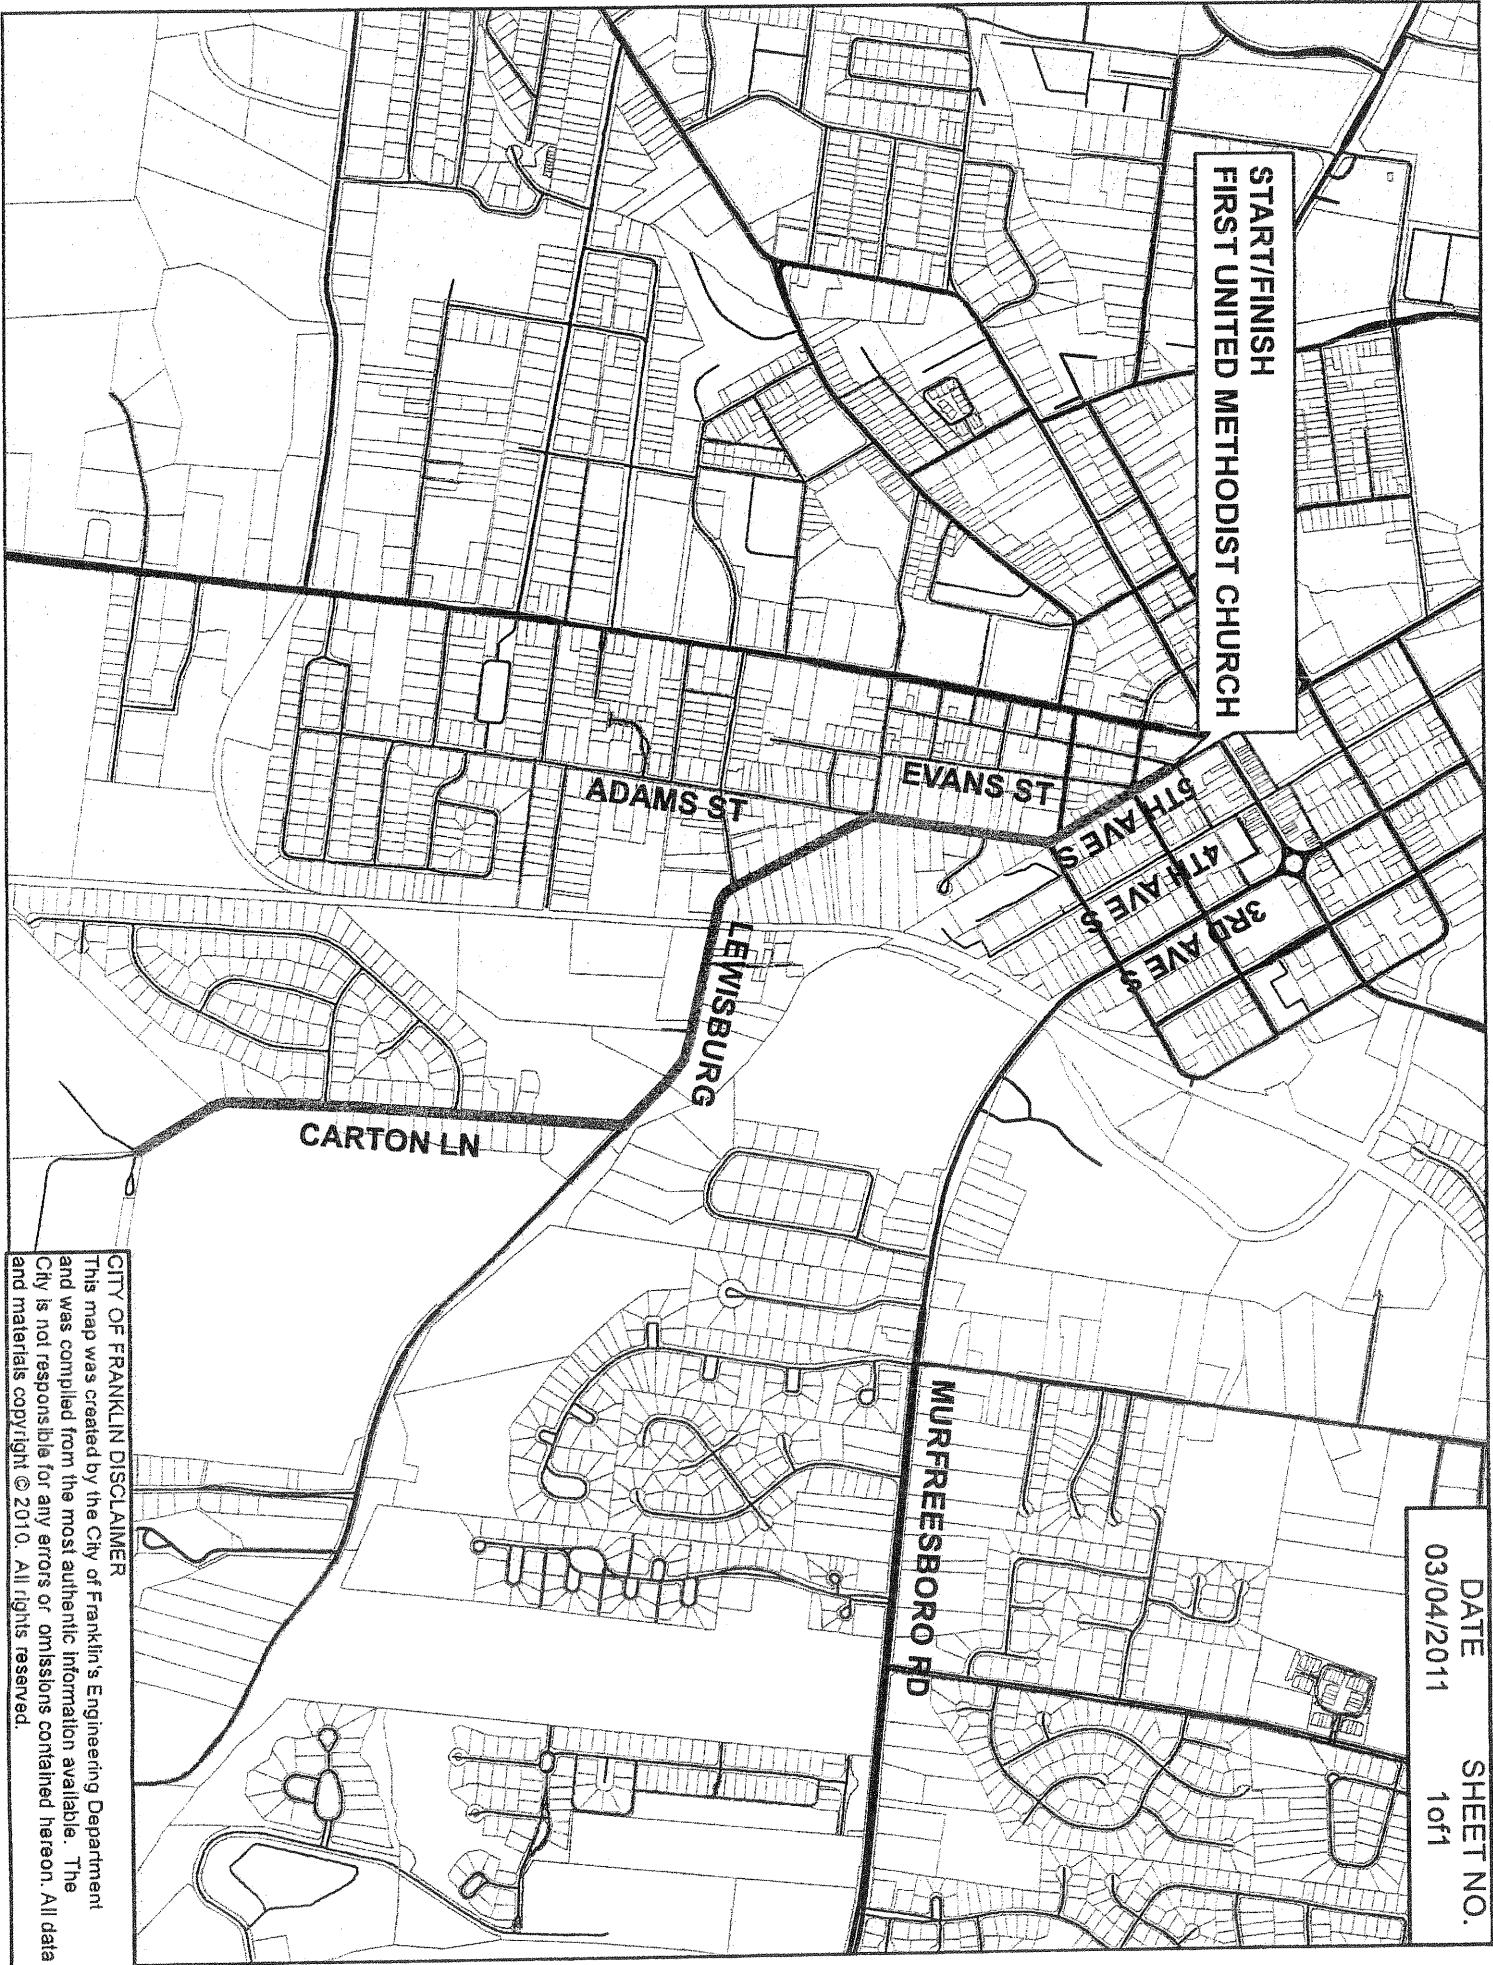 DATE SHEET NO.
03/04/2011 1of1
START/FINISH
FIRST UNITED METHODIST CHURCH
5TH AVE S
4TH AVE S
3RD AVE S
EVANS ST
ADAMS ST
LEWISBURG
CARTON LN
MURFREESBORO RD
CITY OF FRANKLIN DISCLAIMER
This map was created by the City of Franklin's Engineering Department
and was compiled from the most authentic information available. The
City is not responsible for any errors or omissions contained hereon. All data
and materials copyright © 2010. All rights reserved.